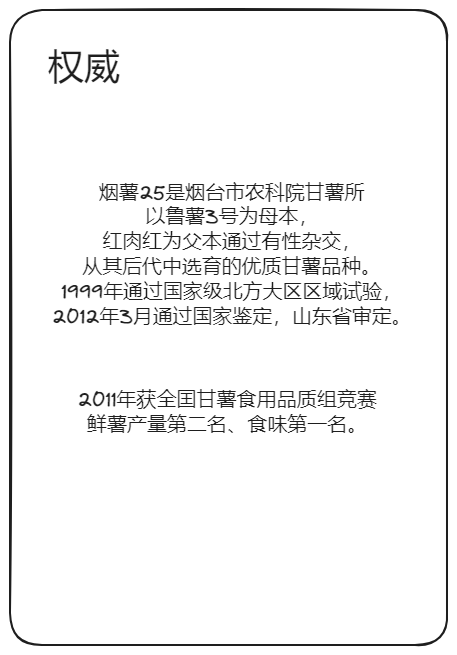 权威
烟薯25是烟台市农科院甘薯所
以鲁薯3号为母本，
红肉红为父本通过有性杂交，
从其后代中选育的优质甘薯品种。
1999年通过国家级北方大区区域试验，
2012年3月通过国家鉴定，山东省审定。
2011年获全国甘薯食用品质组竞赛
鲜薯产量第二名、食味第一名。